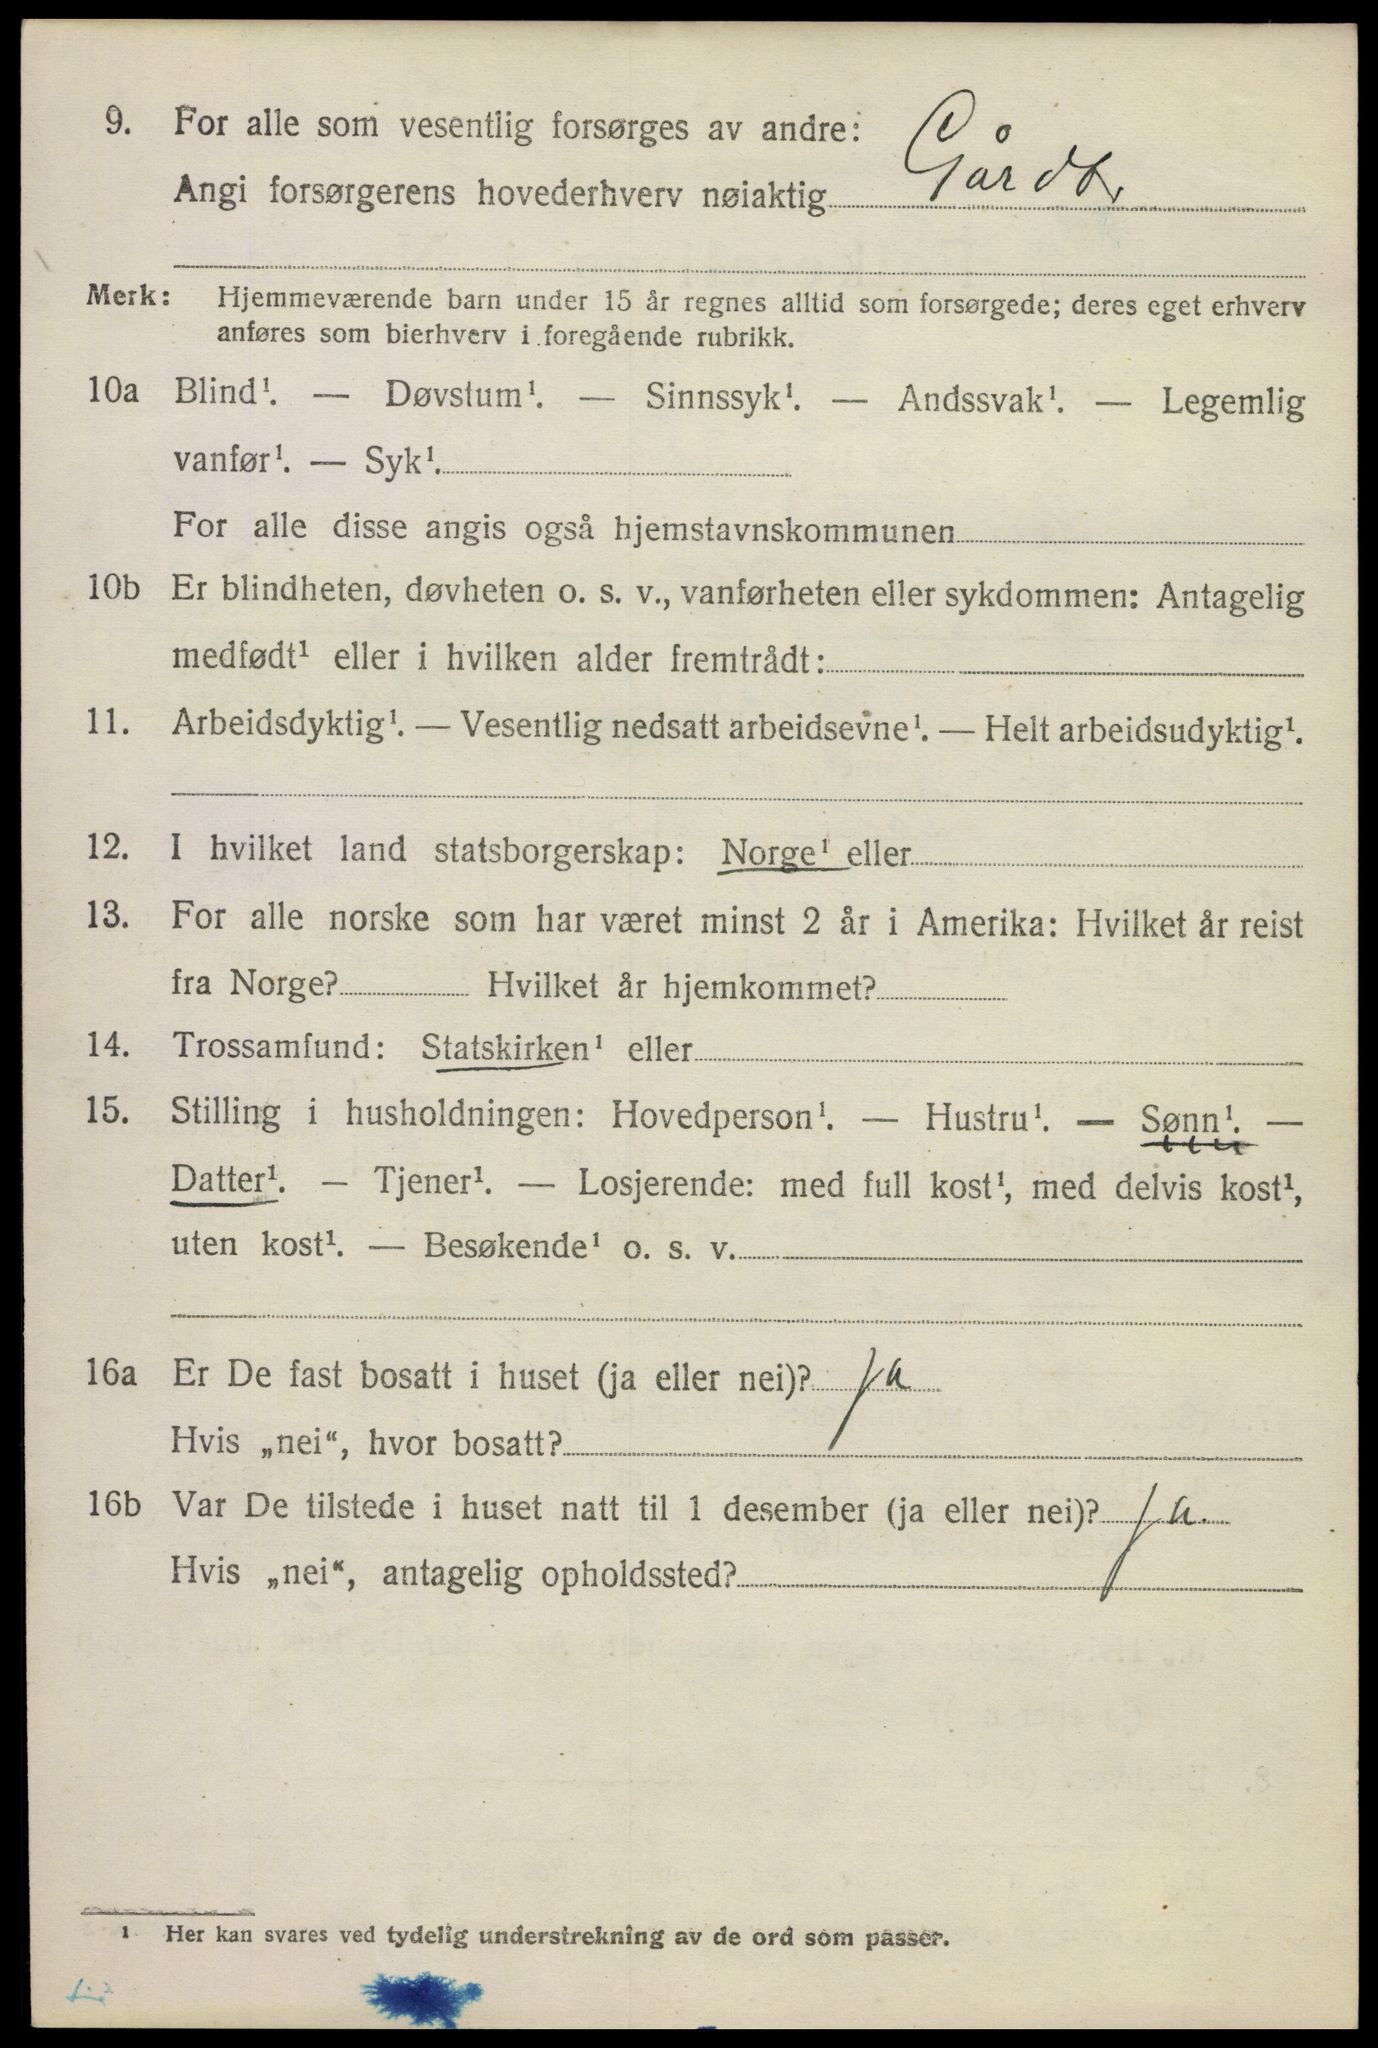 9. For alle som vesentlig forsørges av andre:
Angi forsørgerens hovederhverv nøiaktig Gårdb.
Merk: Hjemmeværende barn under 15 år regnes alltid som forsørgede; deres eget erhverv
anføres som bierhverv i foregående rubrikk.
10a Blind¹. — Døvstum¹. — Sinnssyk¹. — Andssvak¹. — Legemlig
vanfør¹. — Syk¹.
For alle disse angis også hjemstavnskommunen
10b Er blindheten, døvheten o. s. v., vanførheten eller sykdommen: Antagelig
medfødt¹ eller i hvilken alder fremtrådt:
11. Arbeidsdyktig¹. — Vesentlig nedsatt arbeidsevne¹. — Helt arbeidsudyktig¹.
12. I hvilket land statsborgerskap: Norge¹ eller
13. For alle norske som har været minst 2 år i Amerika: Hvilket år reist
fra Norge? Hvilket år hjemkommet?
14. Trossamfund: Statskirken¹ eller
15. Stilling i husholdningen: Hovedperson¹. — Hustru¹. — Sønn¹. —
Datter¹. — Tjener¹. — Losjerende: med full kost¹, med delvis kost¹,
uten kost¹. — Besøkende¹ o. s. v.
16a Er De fast bosatt i huset (ja eller nei)? ja
Hvis „nei“, hvor bosatt?
16b Var De tilstede i huset natt til 1 desember (ja eller nei)? ja.
Hvis „nei“, antagelig opholdssted?
1 Her kan svares ved tydelig understrekning av de ord som passer.